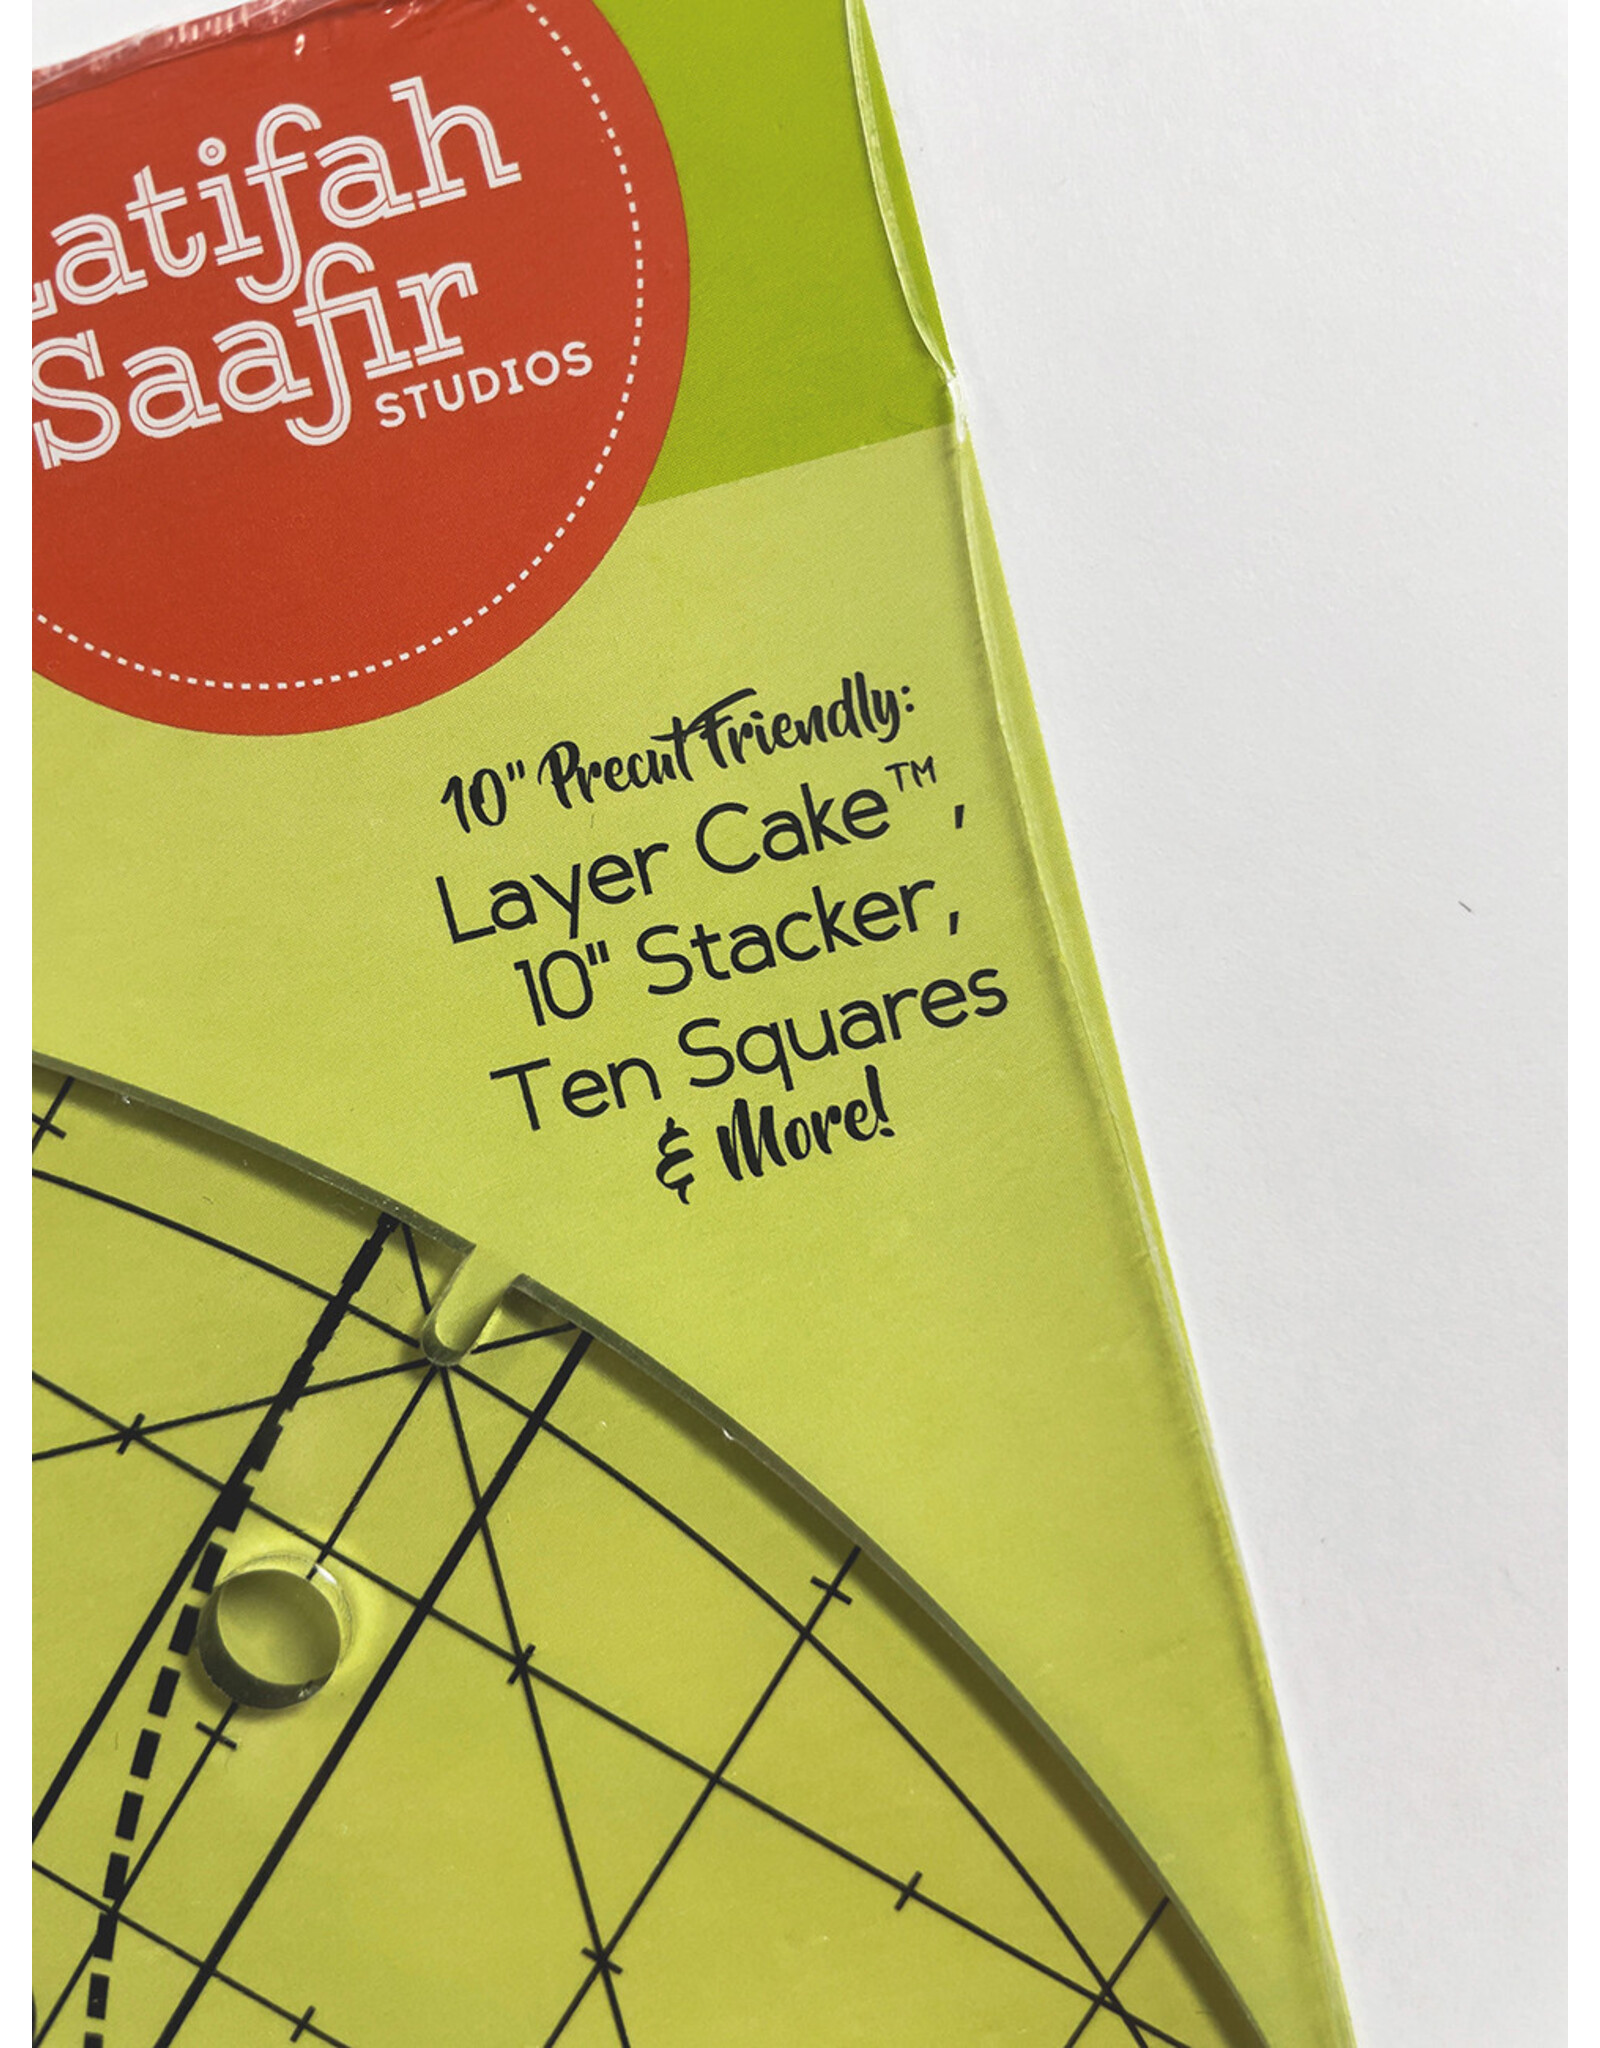 Latifah
Saafir
STUDIOS
10" Precut Friendly:
Layer Cake™,
10" Stacker,
Ten Squares
& More!